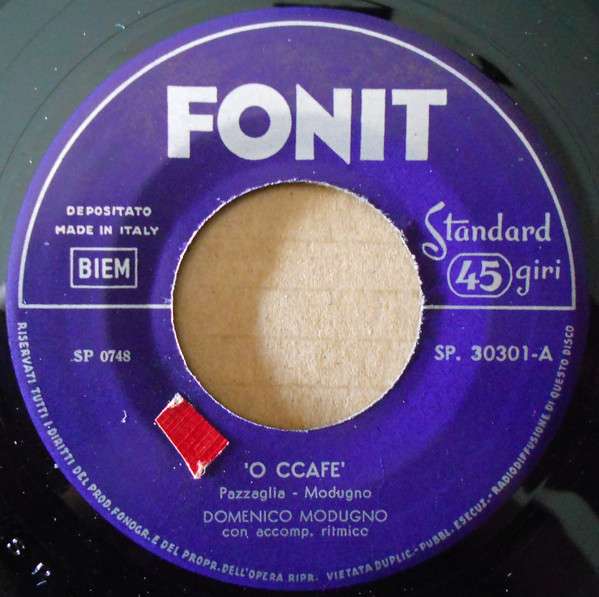 FONIT
DEPOSITATO
MADE IN ITALY
BIEM
Standard
45 giri
SP 0748
SP. 30301-A
'O CCAFE'
Pazzaglia - Modugno
DOMENICO MODUGNO
con accomp. ritmico
RISERVATI TUTTI I DIRITTI DEL PROD. FONOGR. E DEL PROPR. DELL'OPERA RIPR. VIETATA DUPLIC.-PUBBL. ESECUZ.-RADIODIFFUSIONE DI QUESTO DISCO